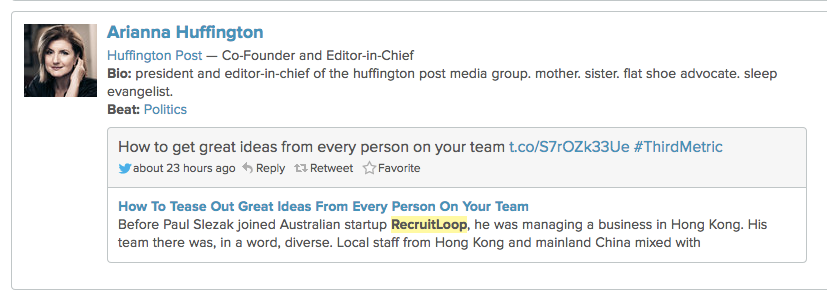 Arianna Huffington
Huffington Post — Co-Founder and Editor-in-Chief
Bio: president and editor-in-chief of the huffington post media group. mother. sister. flat shoe advocate. sleep
evangelist.
Beat: Politics
How to get great ideas from every person on your team t.co/S7rOZk33Ue #ThirdMetric
about 23 hours ago Reply Retweet Favorite
How To Tease Out Great Ideas From Every Person On Your Team
Before Paul Slezak joined Australian startup RecruitLoop, he was managing a business in Hong Kong. His
team there was, in a word, diverse. Local staff from Hong Kong and mainland China mixed with